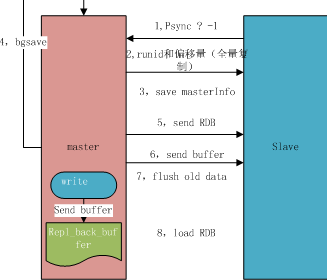 1,Psync ? -1
4, bgsave
2,runid和偏移量（全量复
制）
3, save masterInfo
5, send RDB
master
Slave
6, send buffer
write
7, flush old data
Send buffer
Repl_back_buf
fer
8, load RDB